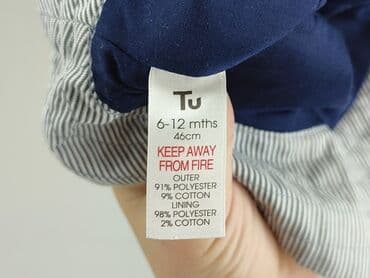 Tu
6-12 mths
46cm
KEEP AWAY
FROM FIRE
OUTER
91% POLYESTER
9% COTTON
LINING
98% POLYESTER
2% COTTON